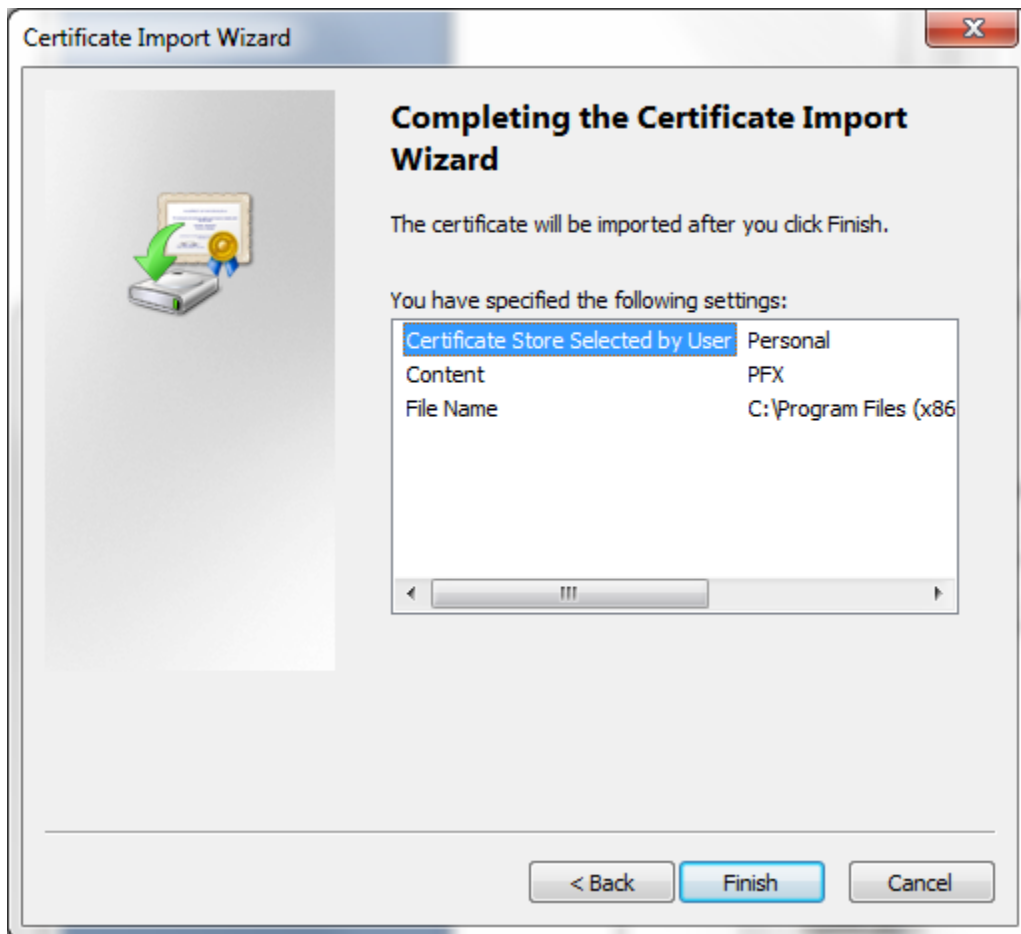 Certificate Import Wizard
Completing the Certificate Import
Wizard
The certificate will be imported after you click Finish.
You have specified the following settings:
Certificate Store Selected by User Personal
Content PFX
File Name C:\Program Files (x86
< Back Finish Cancel